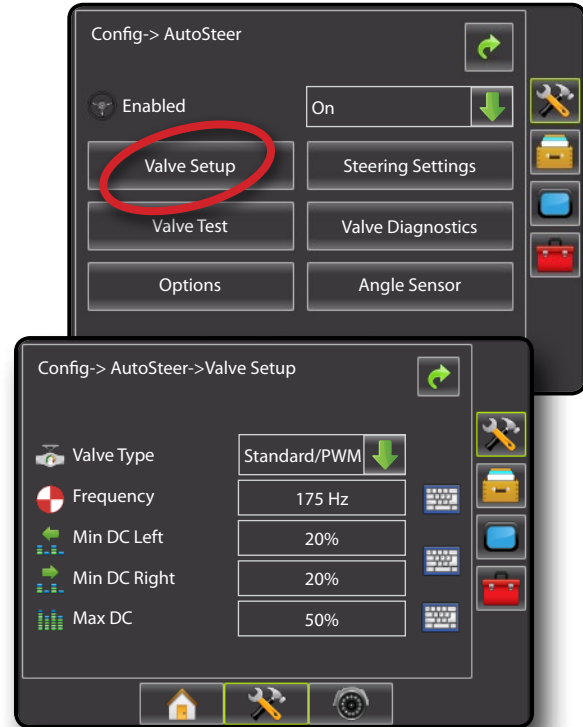 Config-> AutoSteer
Enabled On
Valve Setup Steering Settings
Valve Test Valve Diagnostics
Options Angle Sensor
Config-> AutoSteer->Valve Setup
Valve Type Standard/PWM
Frequency 175 Hz
Min DC Left 20%
Min DC Right 20%
Max DC 50%